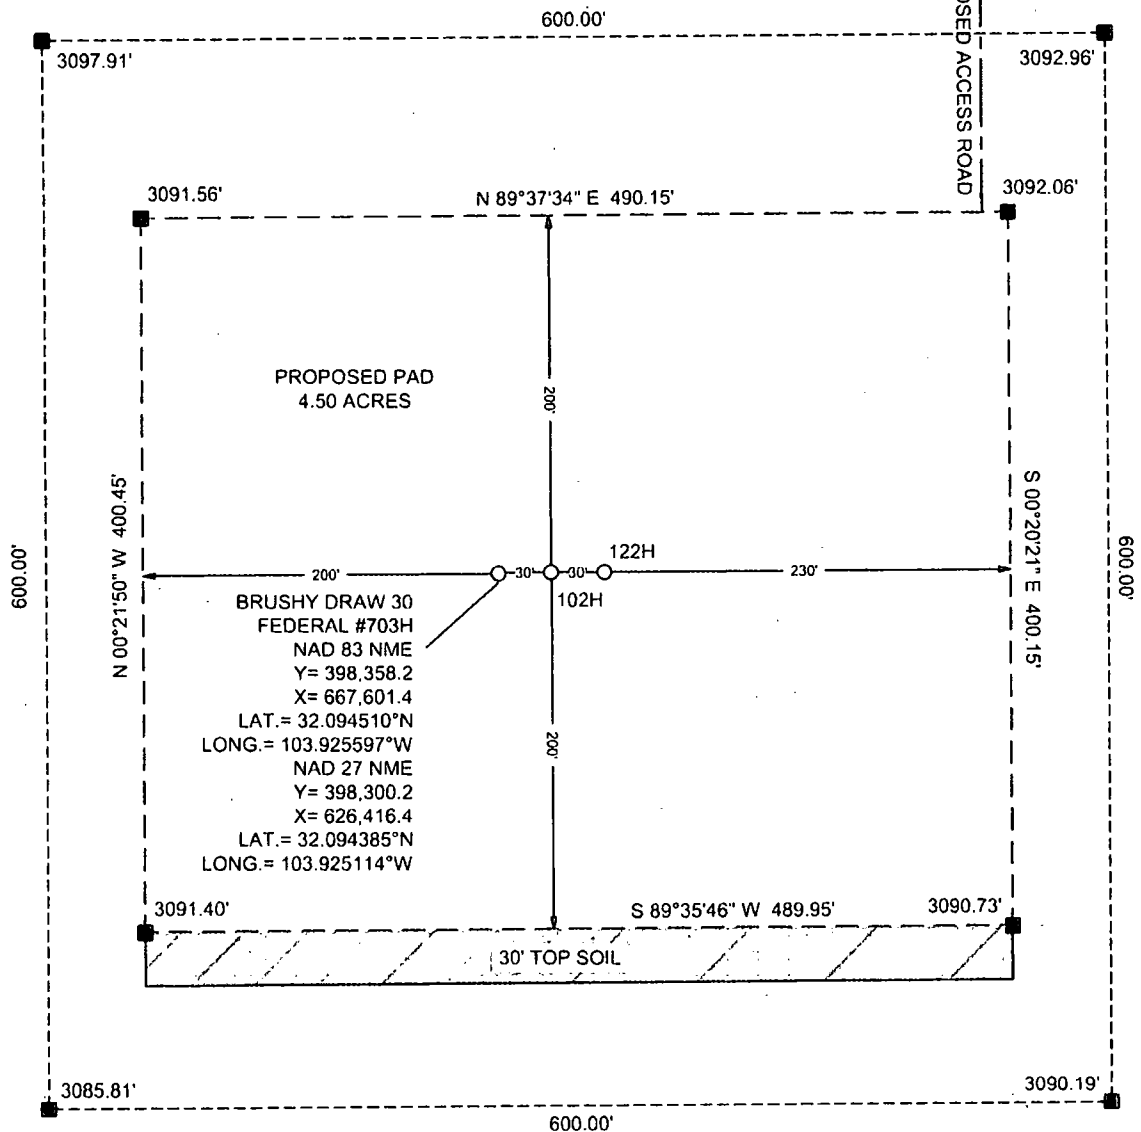 600.00'
3097.91'
3092.96'
OSED ACCESS ROAD
3091.56'
N 89°37'34" E 490.15'
3092.06'
PROPOSED PAD
4.50 ACRES
200'
N 00°21'50" W 400.45'
S 00°20'21" E 400.15'
600.00'
600.00'
122H
200'
30'
30'
230'
102H
BRUSHY DRAW 30
FEDERAL #703H
NAD 83 NME
Y= 398,358.2
X= 667,601.4
LAT.= 32.094510°N
LONG.= 103.925597°W
NAD 27 NME
Y= 398,300.2
X= 626,416.4
LAT.= 32.094385°N
LONG.= 103.925114°W
200'
3091.40'
S 89°35'46" W 489.95'
3090.73'
30' TOP SOIL
3085.81'
3090.19'
600.00'